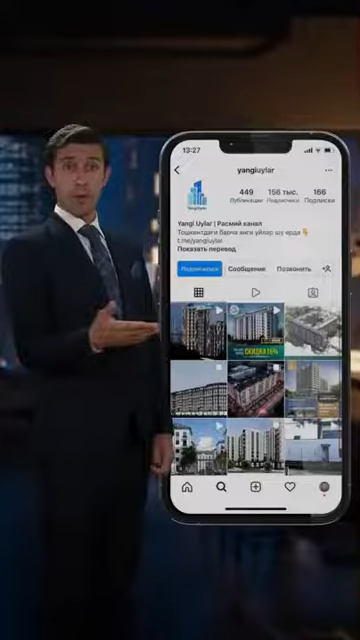 13:27
yangiuylar
449 156 тыс. 166
Публикации Подписчики Подписки
Yangi Uylar | Расмий канал
Тошкентдаги барча янги уйлар шу ерда 👇
t.me/yangiuylar
Показать перевод
Подписаться Сообщение Позвонить
СКИДКА 16%